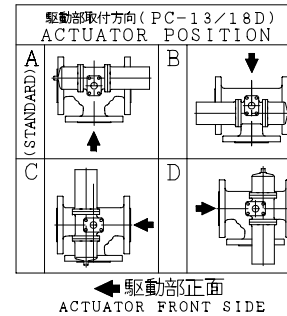 駆動部取付方向(PC-13/18D)
ACTUATOR POSITION
A
(STANDARD)
B
C
D
駆動部正面
ACTUATOR FRONT SIDE